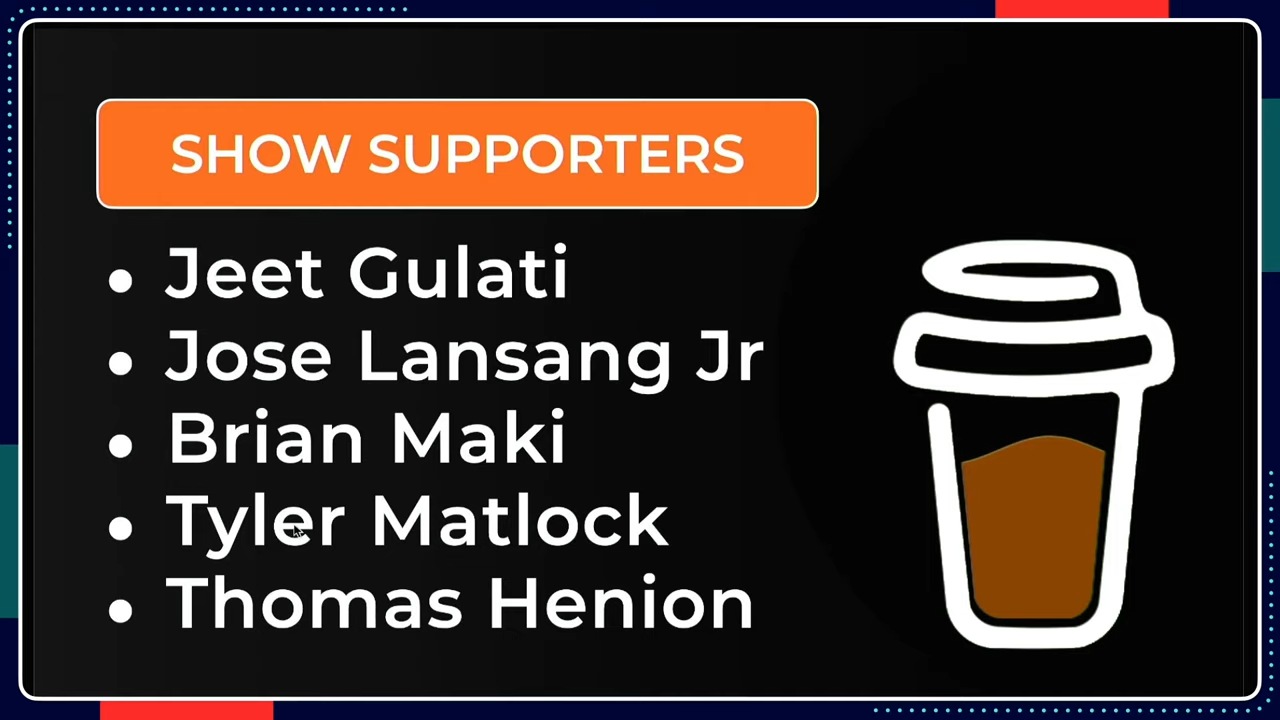 SHOW SUPPORTERS
Jeet Gulati
Jose Lansang Jr
Brian Maki
Tyler Matlock
Thomas Henion